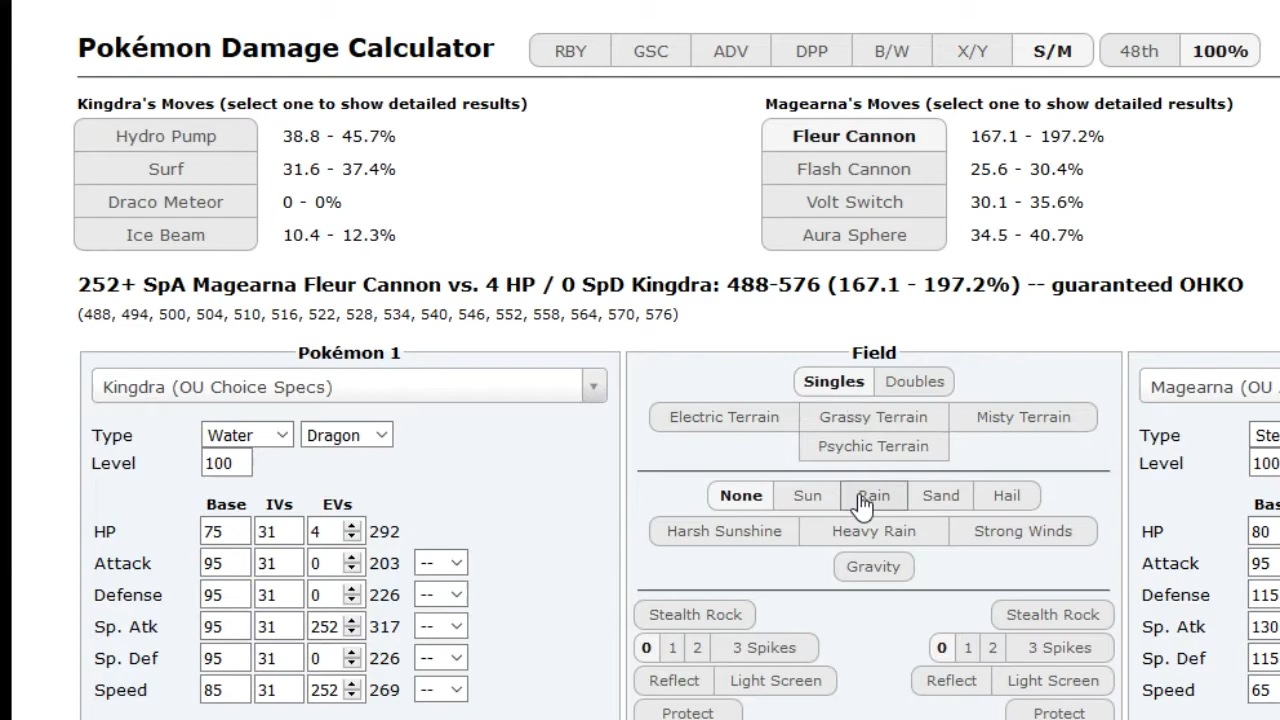 Pokémon Damage Calculator RBY GSC ADV DPP B/W X/Y S/M 48th 100%
Kingdra's Moves (select one to show detailed results) Magearna's Moves (select one to show detailed results)
Hydro Pump 38.8 - 45.7% Fleur Cannon 167.1 - 197.2%
Surf 31.6 - 37.4% Flash Cannon 25.6 - 30.4%
Draco Meteor 0 - 0% Volt Switch 30.1 - 35.6%
Ice Beam 10.4 - 12.3% Aura Sphere 34.5 - 40.7%
252+ SpA Magearna Fleur Cannon vs. 4 HP / 0 SpD Kingdra: 488-576 (167.1 - 197.2%) -- guaranteed OHKO
(488, 494, 500, 504, 510, 516, 522, 528, 534, 540, 546, 552, 558, 564, 570, 576)
Pokémon 1
Kingdra (OU Choice Specs)
Type Water Dragon
Level 100
Base IVs EVs
HP 75 31 4 292
Attack 95 31 0 203 --
Defense 95 31 0 226 --
Sp. Atk 95 31 252 317 --
Sp. Def 95 31 0 226 --
Speed 85 31 252 269 --
Field
Singles Doubles
Electric Terrain Grassy Terrain Misty Terrain
Psychic Terrain
None Sun Rain Sand Hail
Harsh Sunshine Heavy Rain Strong Winds
Gravity
Stealth Rock Stealth Rock
0 1 2 3 Spikes 0 1 2 3 Spikes
Reflect Light Screen Reflect Light Screen
Protect Protect
Magearna (OU
Type Ste
Level 100
Bas
HP 80
Attack 95
Defense 115
Sp. Atk 130
Sp. Def 115
Speed 65